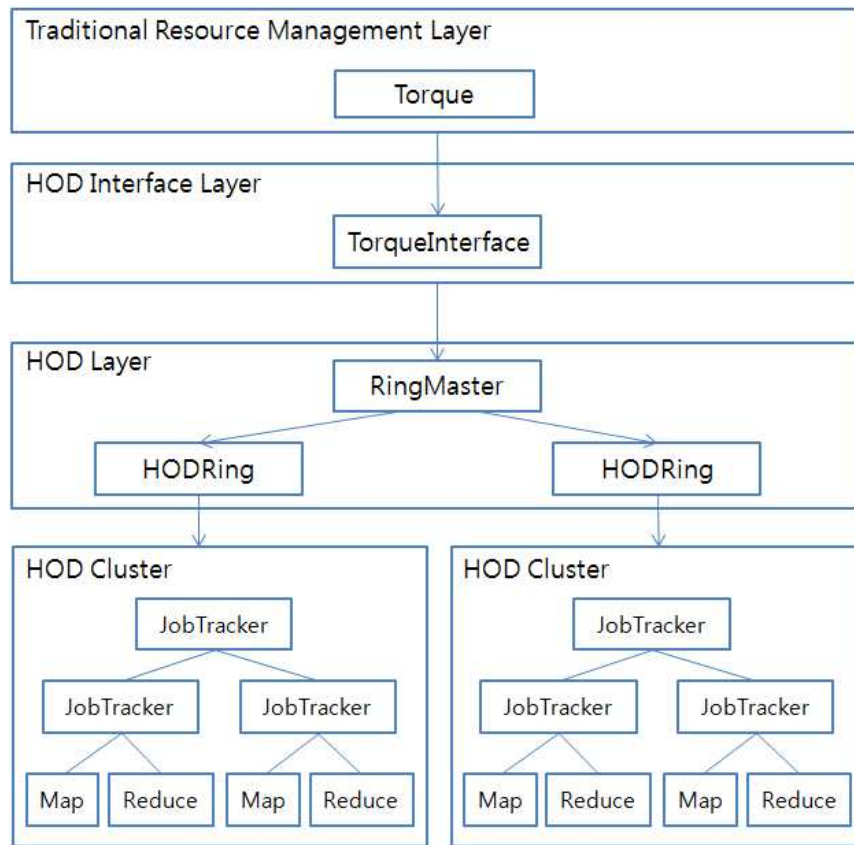 Traditional Resource Management Layer
Torque
HOD Interface Layer
TorqueInterface
HOD Layer
RingMaster
HODRing
HODRing
HOD Cluster
JobTracker
JobTracker
JobTracker
Map
Reduce
Map
Reduce
HOD Cluster
JobTracker
JobTracker
JobTracker
Map
Reduce
Map
Reduce